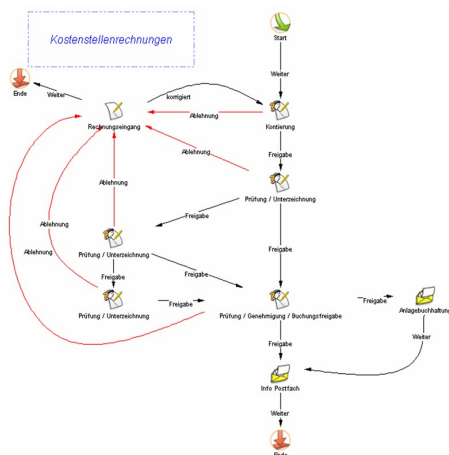 Kostenstellenrechnungen
Start
Weiter
Ende
Weiter
korrigiert
Rechnungseingang
Ablehnung
Kontierung
Freigabe
Ablehnung
Ablehnung
Prüfung / Unterzeichnung
Freigabe
Ablehnung
Freigabe
Ablehnung
Prüfung / Unterzeichnung
Freigabe
Freigabe
Prüfung / Unterzeichnung
Freigabe
Prüfung / Genehmigung / Buchungsfreigabe
Freigabe
Anlagebuchhaltung
Freigabe
Weiter
Info Postfach
Weiter
Ende